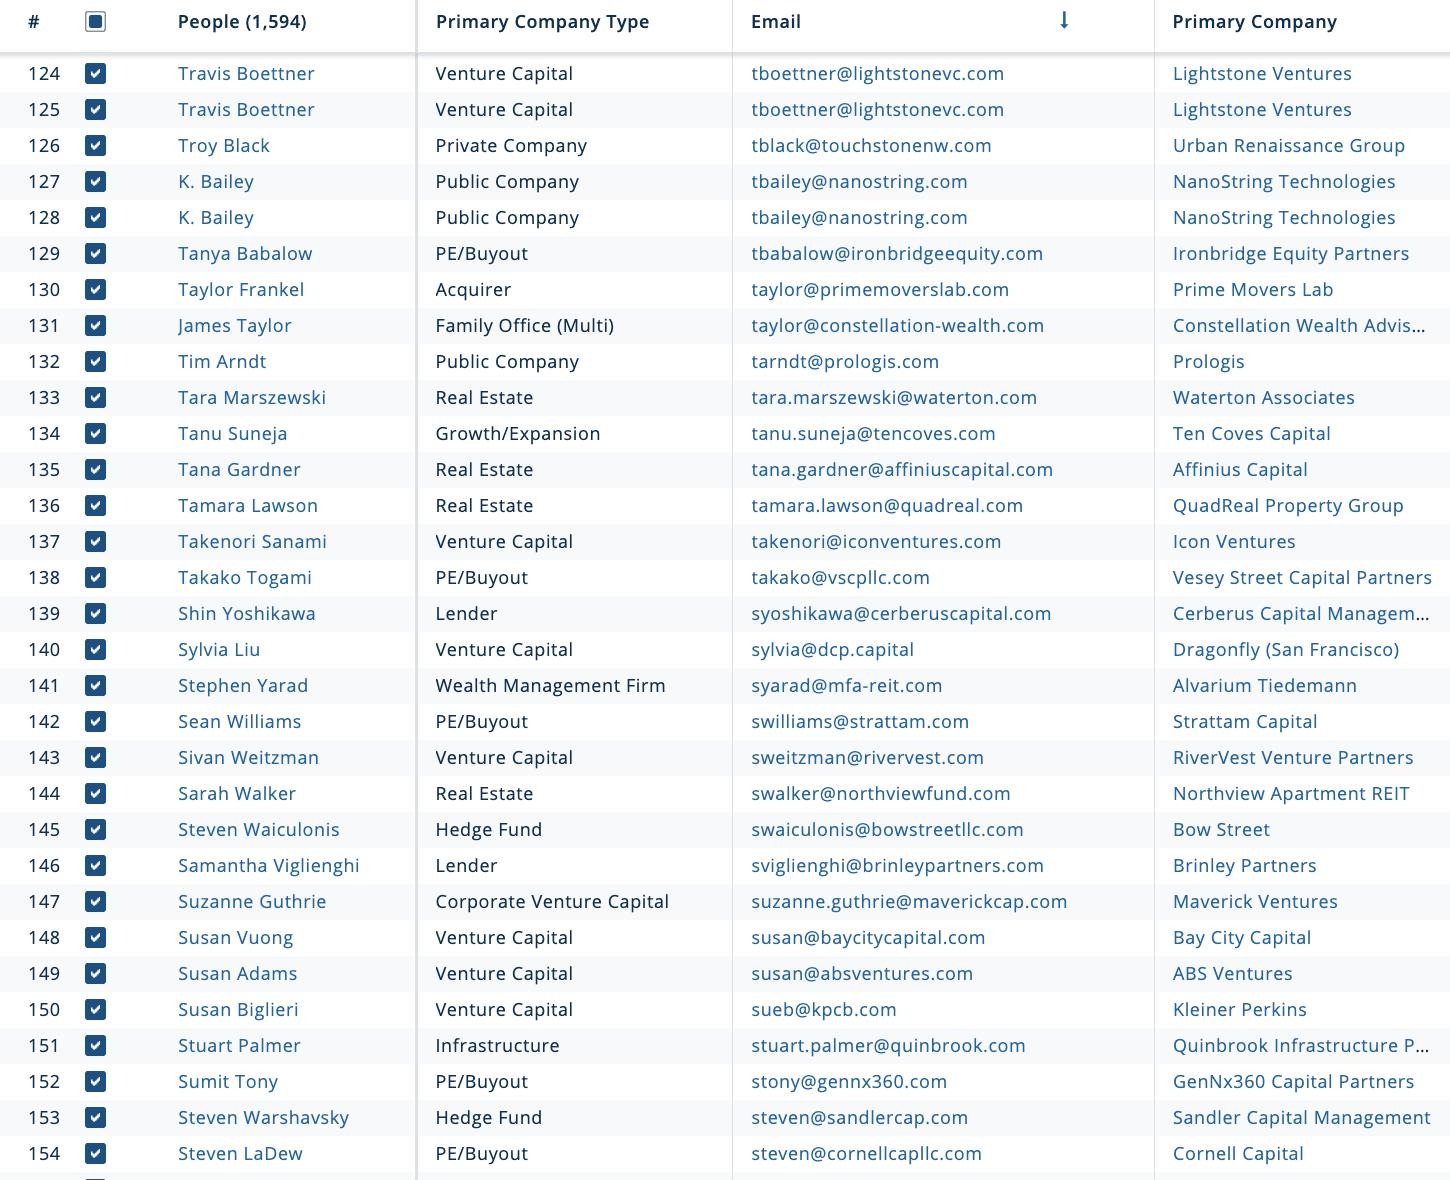 # People (1,594) Primary Company Type Email ↓ Primary Company
124 Travis Boettner Venture Capital tboettner@lightstonevc.com Lightstone Ventures
125 Travis Boettner Venture Capital tboettner@lightstonevc.com Lightstone Ventures
126 Troy Black Private Company tblack@touchstonenw.com Urban Renaissance Group
127 K. Bailey Public Company tbailey@nanostring.com NanoString Technologies
128 K. Bailey Public Company tbailey@nanostring.com NanoString Technologies
129 Tanya Babalow PE/Buyout tbabalow@ironbridgeequity.com Ironbridge Equity Partners
130 Taylor Frankel Acquirer taylor@primemoverslab.com Prime Movers Lab
131 James Taylor Family Office (Multi) taylor@constellation-wealth.com Constellation Wealth Advis...
132 Tim Arndt Public Company tarndt@prologis.com Prologis
133 Tara Marszewski Real Estate tara.marszewski@waterton.com Waterton Associates
134 Tanu Suneja Growth/Expansion tanu.suneja@tencoves.com Ten Coves Capital
135 Tana Gardner Real Estate tana.gardner@affiniuscapital.com Affinius Capital
136 Tamara Lawson Real Estate tamara.lawson@quadreal.com QuadReal Property Group
137 Takenori Sanami Venture Capital takenori@iconventures.com Icon Ventures
138 Takako Togami PE/Buyout takako@vscpllc.com Vesey Street Capital Partners
139 Shin Yoshikawa Lender syoshikawa@cerberuscapital.com Cerberus Capital Managem...
140 Sylvia Liu Venture Capital sylvia@dcp.capital Dragonfly (San Francisco)
141 Stephen Yarad Wealth Management Firm syarad@mfa-reit.com Alvarium Tiedemann
142 Sean Williams PE/Buyout swilliams@strattam.com Strattam Capital
143 Sivan Weitzman Venture Capital sweitzman@rivervest.com RiverVest Venture Partners
144 Sarah Walker Real Estate swalker@northviewfund.com Northview Apartment REIT
145 Steven Waiculonis Hedge Fund swaiculonis@bowstreetllc.com Bow Street
146 Samantha Viglienghi Lender sviglienghi@brinleypartners.com Brinley Partners
147 Suzanne Guthrie Corporate Venture Capital suzanne.guthrie@maverickcap.com Maverick Ventures
148 Susan Vuong Venture Capital susan@baycitycapital.com Bay City Capital
149 Susan Adams Venture Capital susan@absventures.com ABS Ventures
150 Susan Biglieri Venture Capital sueb@kpcb.com Kleiner Perkins
151 Stuart Palmer Infrastructure stuart.palmer@quinbrook.com Quinbrook Infrastructure P...
152 Sumit Tony PE/Buyout stony@gennx360.com GenNx360 Capital Partners
153 Steven Warshavsky Hedge Fund steven@sandlercap.com Sandler Capital Management
154 Steven LaDew PE/Buyout steven@cornellcapllc.com Cornell Capital